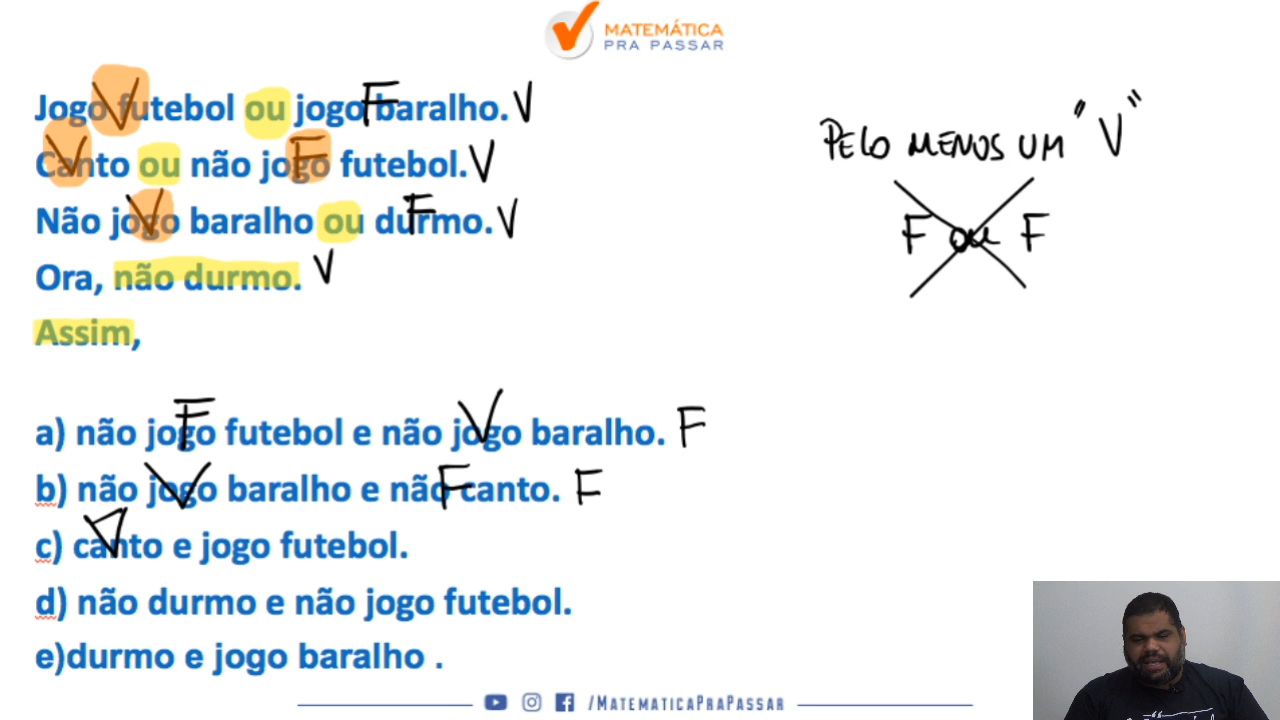 MATEMÁTICA
PRA PASSAR
Jogo futebol ou jogo baralho. V
V F
Canto ou não jogo futebol. V
V F
Não jogo baralho ou durmo. V
V F
Ora, não durmo. V
Assim,
PELO MENOS UM "V"
F ou F
a) não jogo futebol e não jogo baralho. F
F V
b) não jogo baralho e não canto. F
V F
c) canto e jogo futebol.
V
d) não durmo e não jogo futebol.
e)durmo e jogo baralho .
/MATEMATICAPRAPASSAR